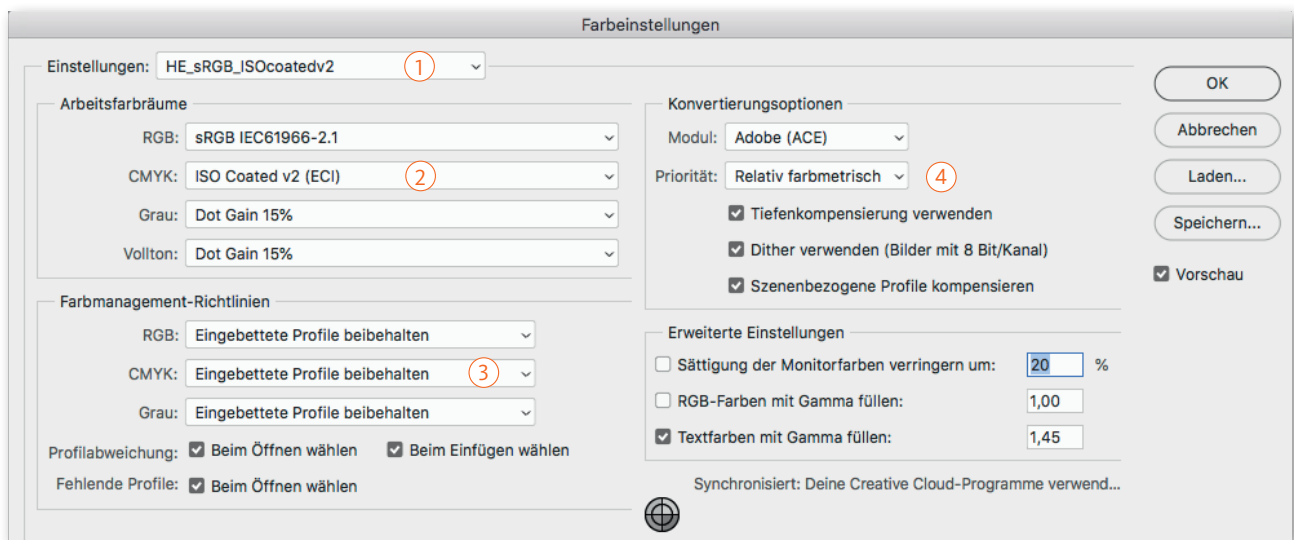 Farbeinstellungen
Einstellungen: HE_sRGB_ISOcoatedv2 1
Arbeitsfarbräume
RGB: sRGB IEC61966-2.1
CMYK: ISO Coated v2 (ECI) 2
Grau: Dot Gain 15%
Vollton: Dot Gain 15%
Farbmanagement-Richtlinien
RGB: Eingebettete Profile beibehalten
CMYK: Eingebettete Profile beibehalten 3
Grau: Eingebettete Profile beibehalten
Profilabweichung: Beim Öffnen wählen Beim Einfügen wählen
Fehlende Profile: Beim Öffnen wählen
Konvertierungsoptionen
Modul: Adobe (ACE)
Priorität: Relativ farbmetrisch 4
Tiefenkompensierung verwenden
Dither verwenden (Bilder mit 8 Bit/Kanal)
Szenenbezogene Profile kompensieren
Erweiterte Einstellungen
Sättigung der Monitorfarben verringern um: 20 %
RGB-Farben mit Gamma füllen: 1,00
Textfarben mit Gamma füllen: 1,45
Synchronisiert: Deine Creative Cloud-Programme verwend...
OK
Abbrechen
Laden...
Speichern...
Vorschau